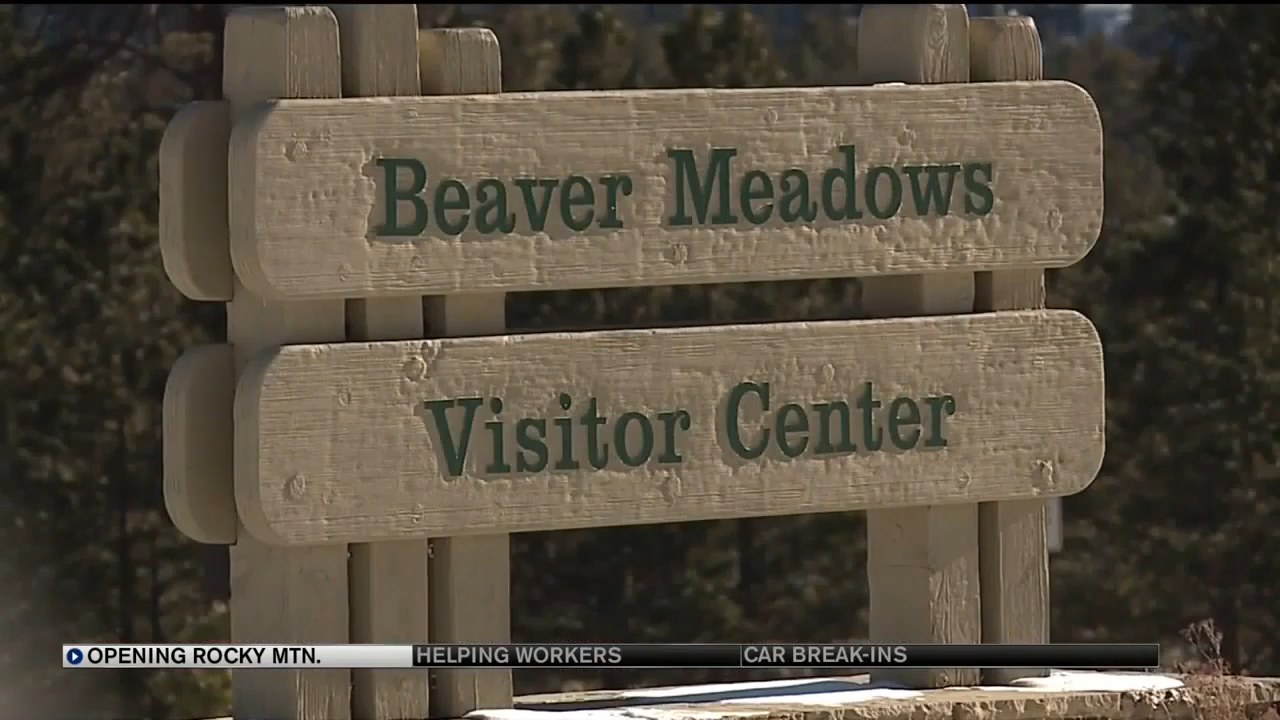 Beaver Meadows
Visitor Center
OPENING ROCKY MTN. HELPING WORKERS CAR BREAK-INS